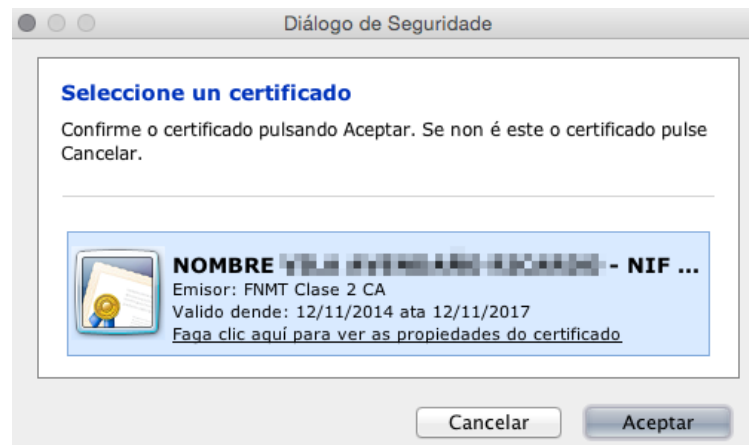 Diálogo de Seguridade
Seleccione un certificado
Confirme o certificado pulsando Aceptar. Se non é este o certificado pulse
Cancelar.
NOMBRE - NIF ...
Emisor: FNMT Clase 2 CA
Valido dende: 12/11/2014 ata 12/11/2017
Faga clic aquí para ver as propiedades do certificado
Cancelar
Aceptar